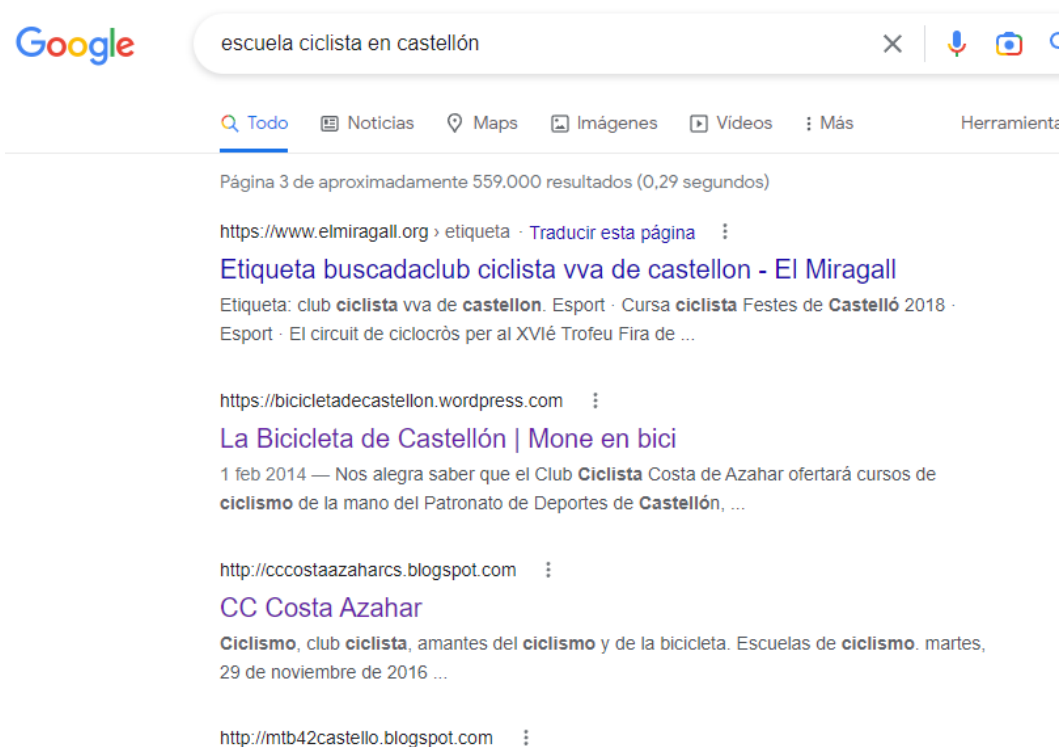 Google
escuela ciclista en castellón
Todo Noticias Maps Imágenes Vídeos Más Herramienta
Página 3 de aproximadamente 559.000 resultados (0,29 segundos)
https://www.elmiragall.org › etiqueta · Traducir esta página
Etiqueta buscadaclub ciclista vva de castellon - El Miragall
Etiqueta: club ciclista vva de castellon. Esport · Cursa ciclista Festes de Castelló 2018 ·
Esport · El circuit de ciclocròs per al XVIé Trofeu Fira de ...
https://bicicletadecastellon.wordpress.com
La Bicicleta de Castellón | Mone en bici
1 feb 2014 — Nos alegra saber que el Club Ciclista Costa de Azahar ofertará cursos de
ciclismo de la mano del Patronato de Deportes de Castellón, ...
http://cccostaazaharcs.blogspot.com
CC Costa Azahar
Ciclismo, club ciclista, amantes del ciclismo y de la bicicleta. Escuelas de ciclismo. martes,
29 de noviembre de 2016 ...
http://mtb42castello.blogspot.com